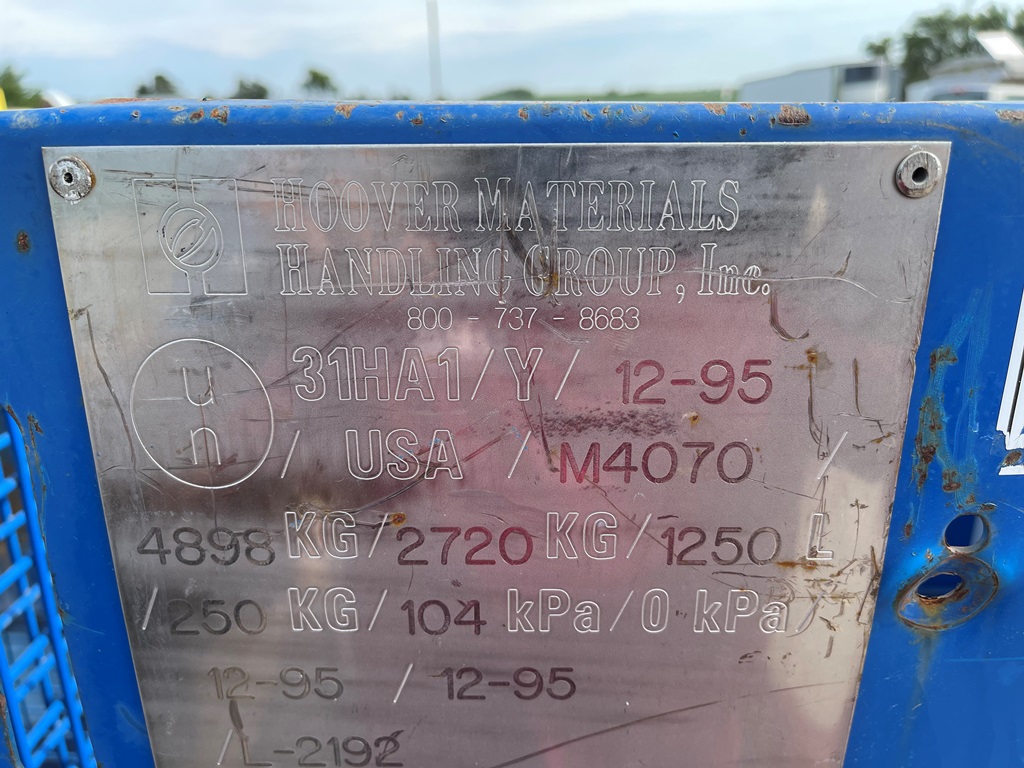 HOOVER MATERIALS
HANDLING GROUP, Inc.
800 - 737 - 8683
un 31HA1 / Y / 12-95
/ USA / M4070 /
4898 KG / 2720 KG / 1250 L
/ 250 KG / 104 kPa / 0 kPa /
12-95 / 12-95
/ L-2192